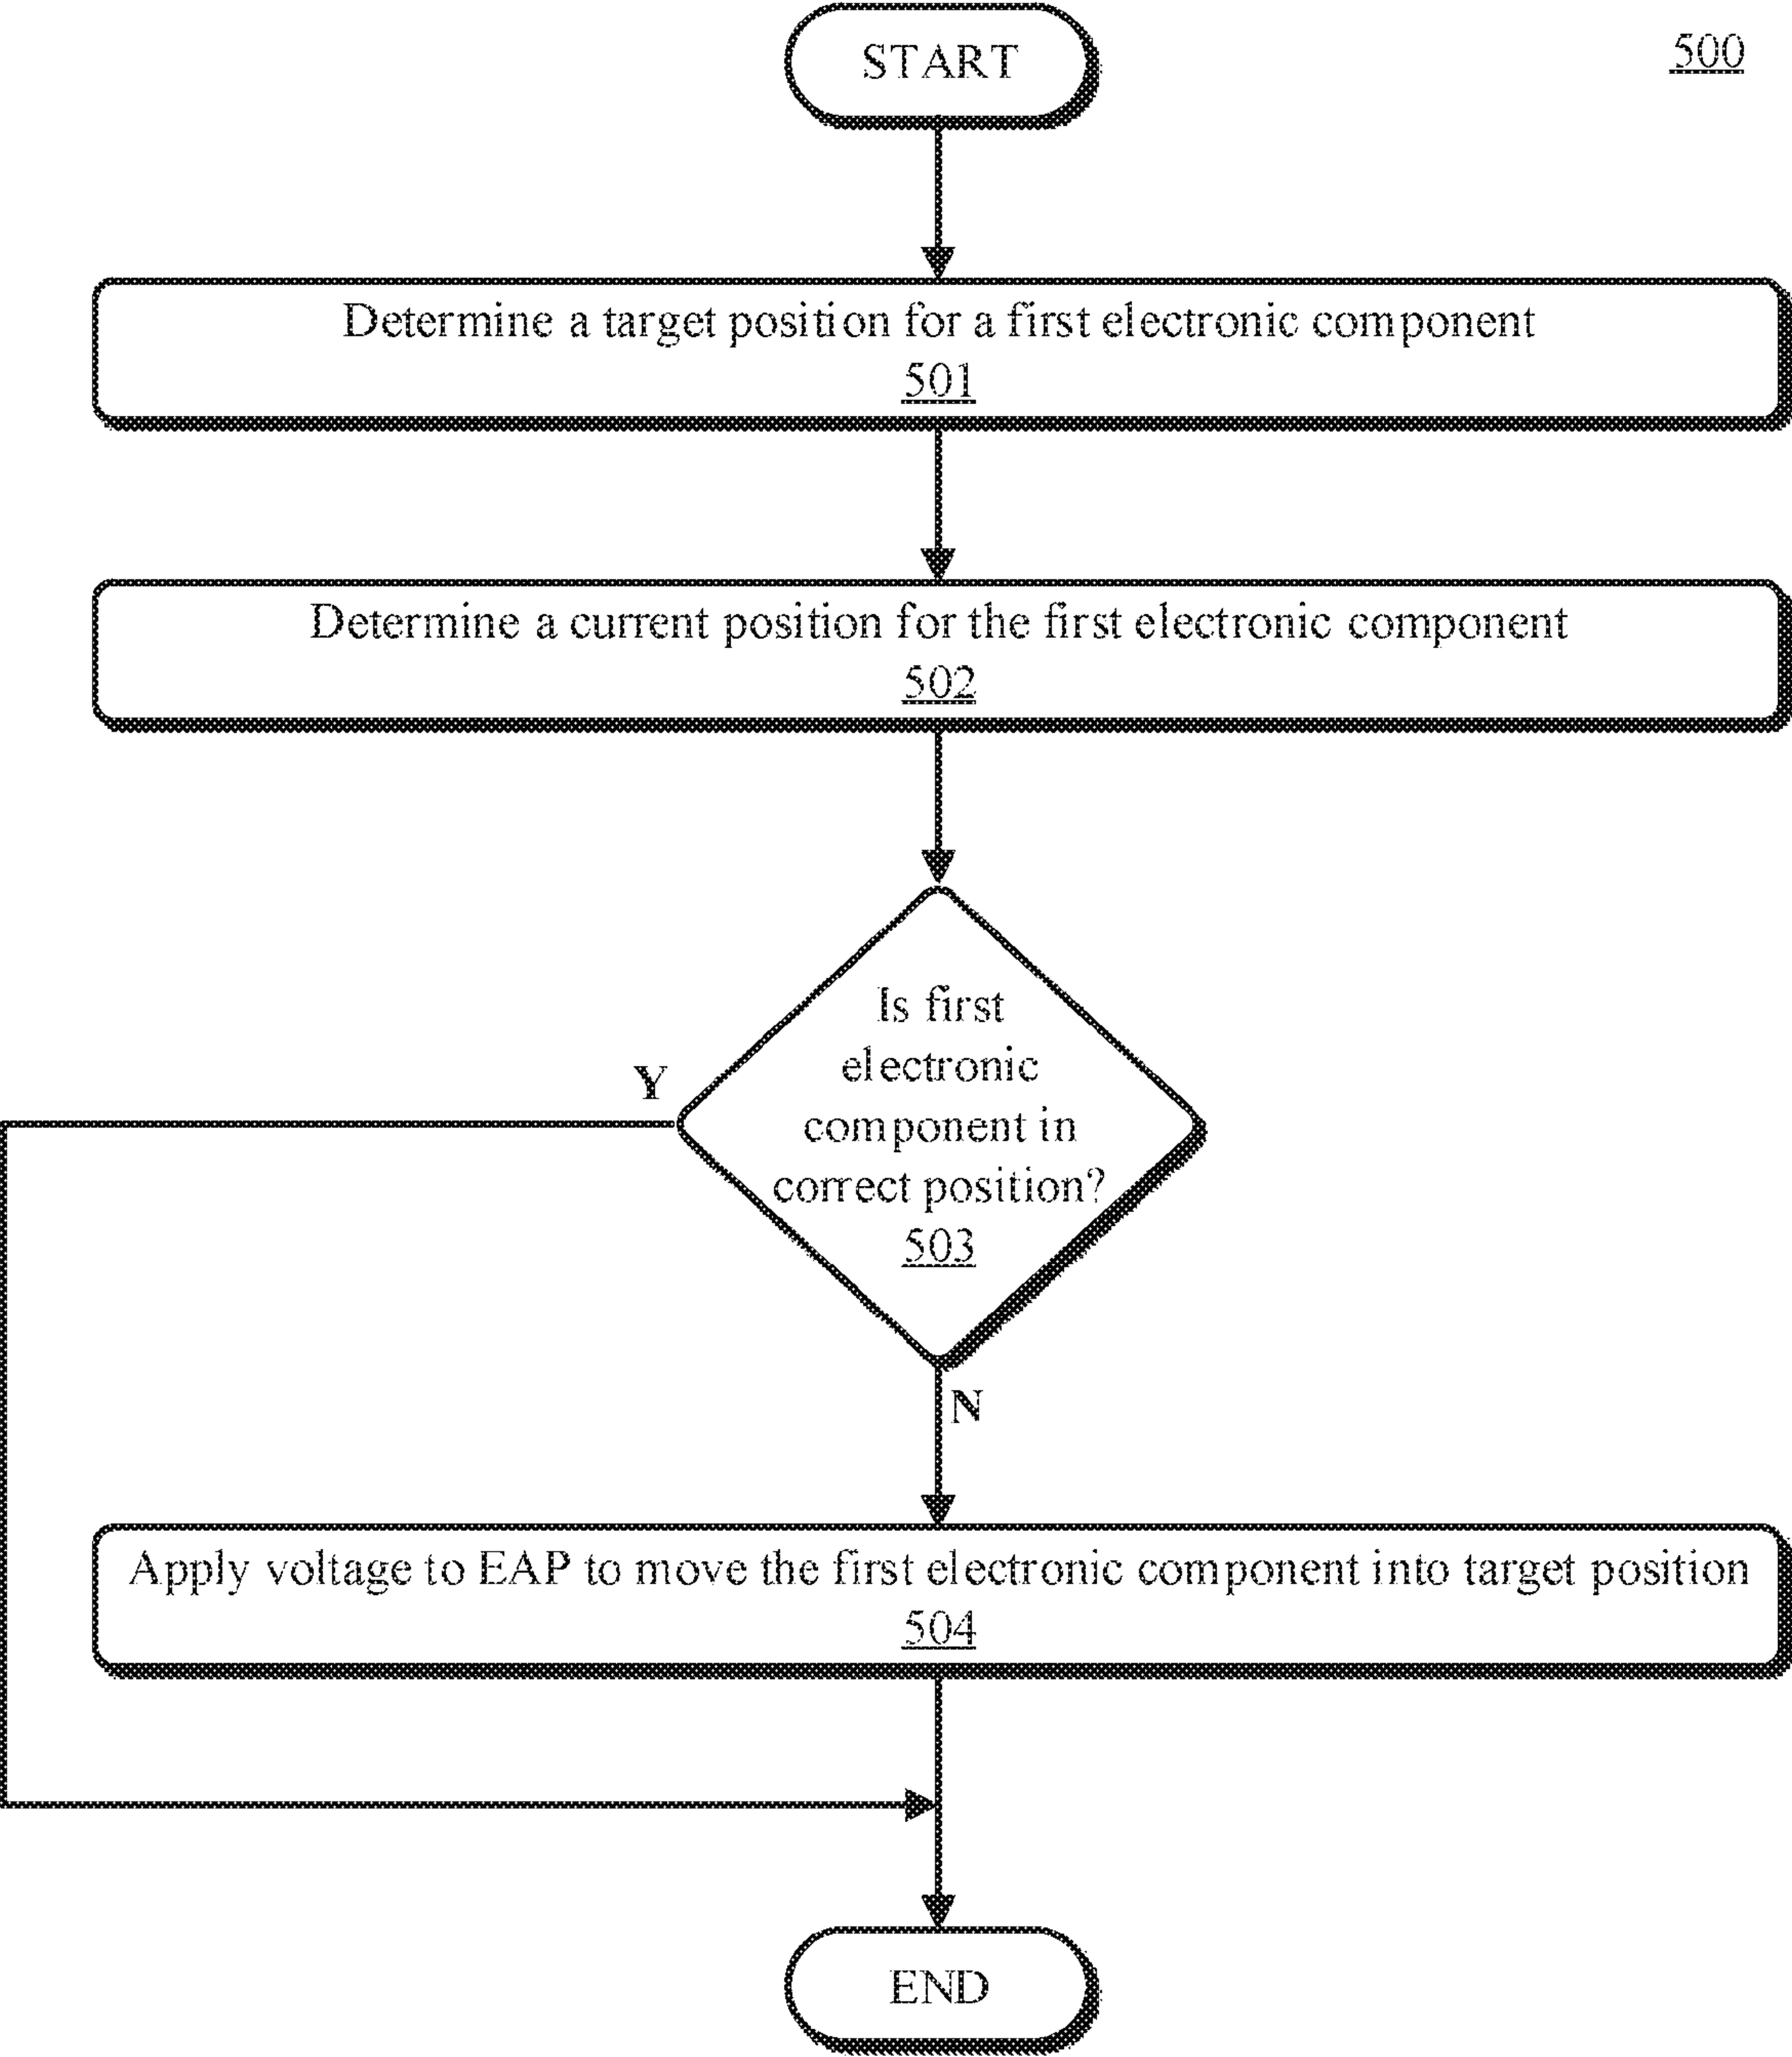 START
500
Determine a target position for a first electronic component
501
Determine a current position for the first electronic component
502
Is first
electronic
component in
correct position?
503
Y
N
Apply voltage to EAP to move the first electronic component into target position
504
END